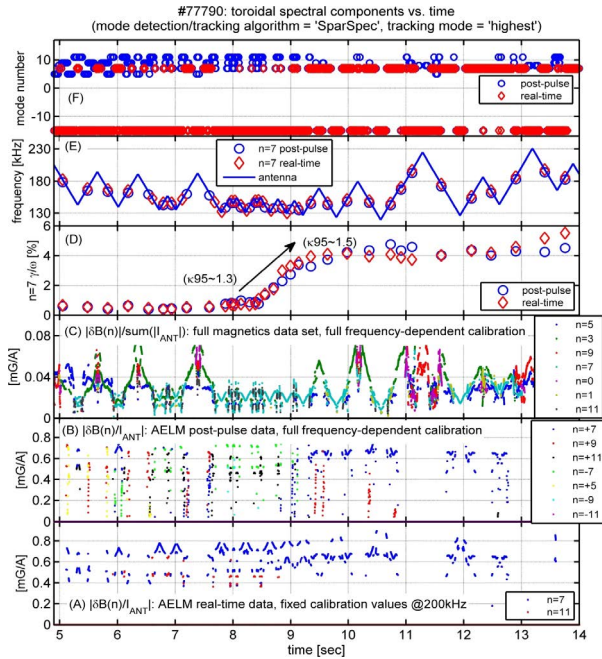 #77790: toroidal spectral components vs. time
(mode detection/tracking algorithm = 'SparSpec', tracking mode = 'highest')
mode number
10
0
-10
(F)
post-pulse
real-time
frequency [kHz]
230
180
130
(E)
n=7 post-pulse
n=7 real-time
antenna
n=7 γ/ω [%]
6
4
2
0
(D)
(κ95~1.3)
(κ95~1.5)
post-pulse
real-time
(C) |δB(n)|/sum(|I_ANT|): full magnetics data set, full frequency-dependent calibration
[mG/A]
0.08
0.04
0
n=5
n=3
n=9
n=7
n=0
n=1
n=11
(B) |δB(n)/I_ANT|: AELM post-pulse data, full frequency-dependent calibration
[mG/A]
0.8
0.6
0.4
0.2
0
n=+7
n=+9
n=+11
n=-7
n=+5
n=-9
n=-11
[mG/A]
0.8
0.6
0.4
0.2
0
(A) |δB(n)/I_ANT|: AELM real-time data, fixed calibration values @200kHz
n=7
n=11
5 6 7 8 9 10 11 12 13 14
time [sec]